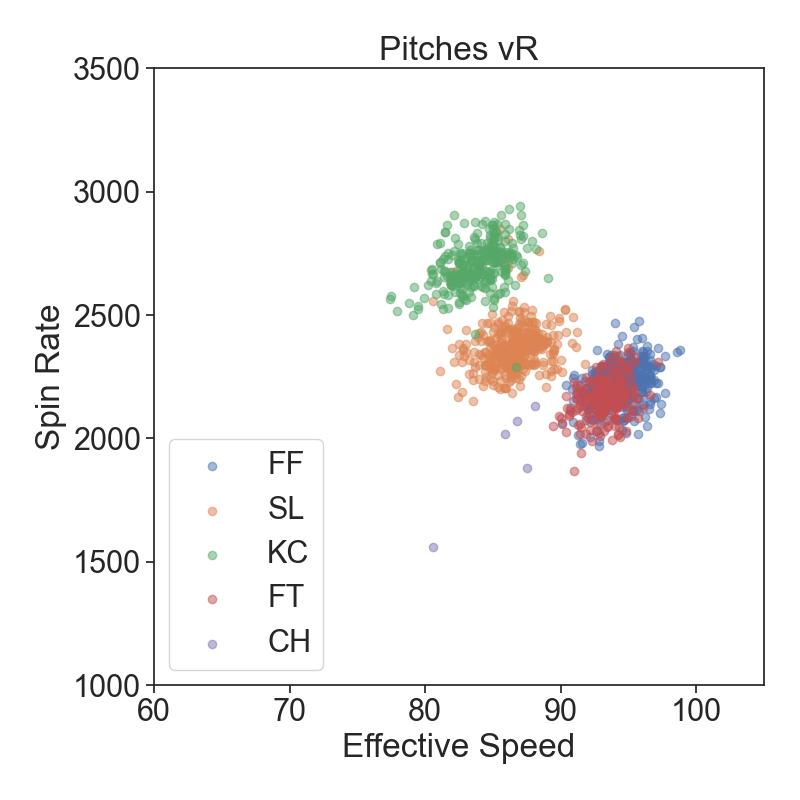 Pitches vR
3500
3000
2500
2000
1500
1000
Spin Rate
FF
SL
KC
FT
CH
60 70 80 90 100
Effective Speed